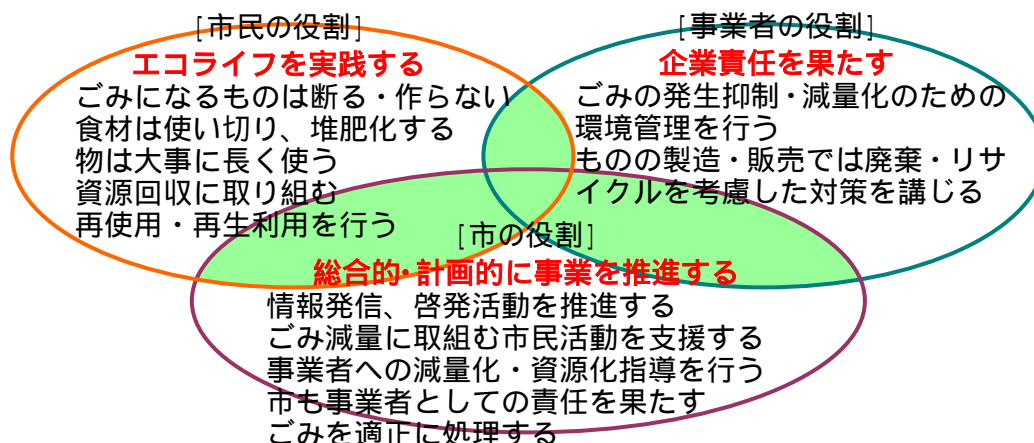 [市民の役割]
エコライフを実践する
ごみになるものは断る・作らない
食材は使い切り、堆肥化する
物は大事に長く使う
資源回収に取り組む
再使用・再生利用を行う
[事業者の役割]
企業責任を果たす
ごみの発生抑制・減量化のための
環境管理を行う
ものの製造・販売では廃棄・リサ
イクルを考慮した対策を講じる
[市の役割]
総合的・計画的に事業を推進する
情報発信、啓発活動を推進する
ごみ減量に取組む市民活動を支援する
事業者への減量化・資源化指導を行う
市も事業者としての責任を果たす
ごみを適正に処理する